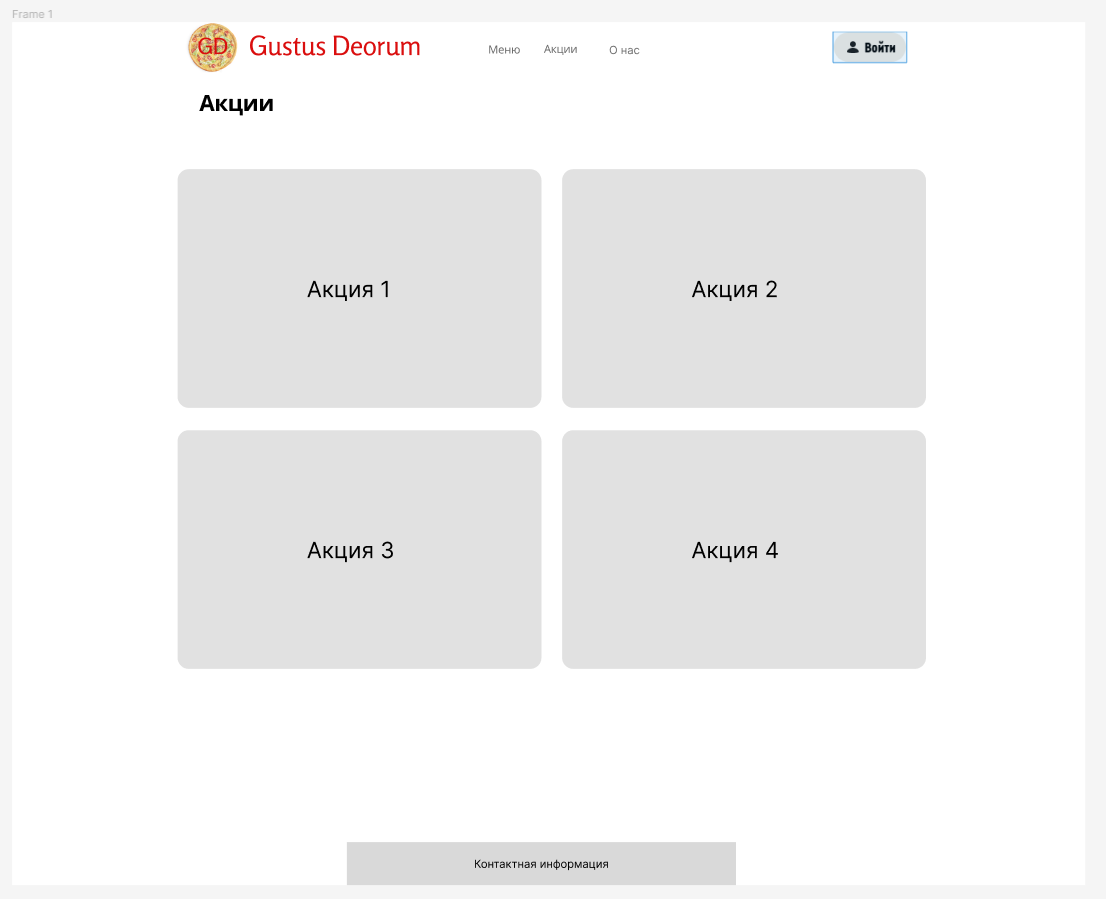 Frame 1
GD Gustus Deorum Меню Акции О нас Войти
Акции
Акция 1 Акция 2
Акция 3 Акция 4
Контактная информация